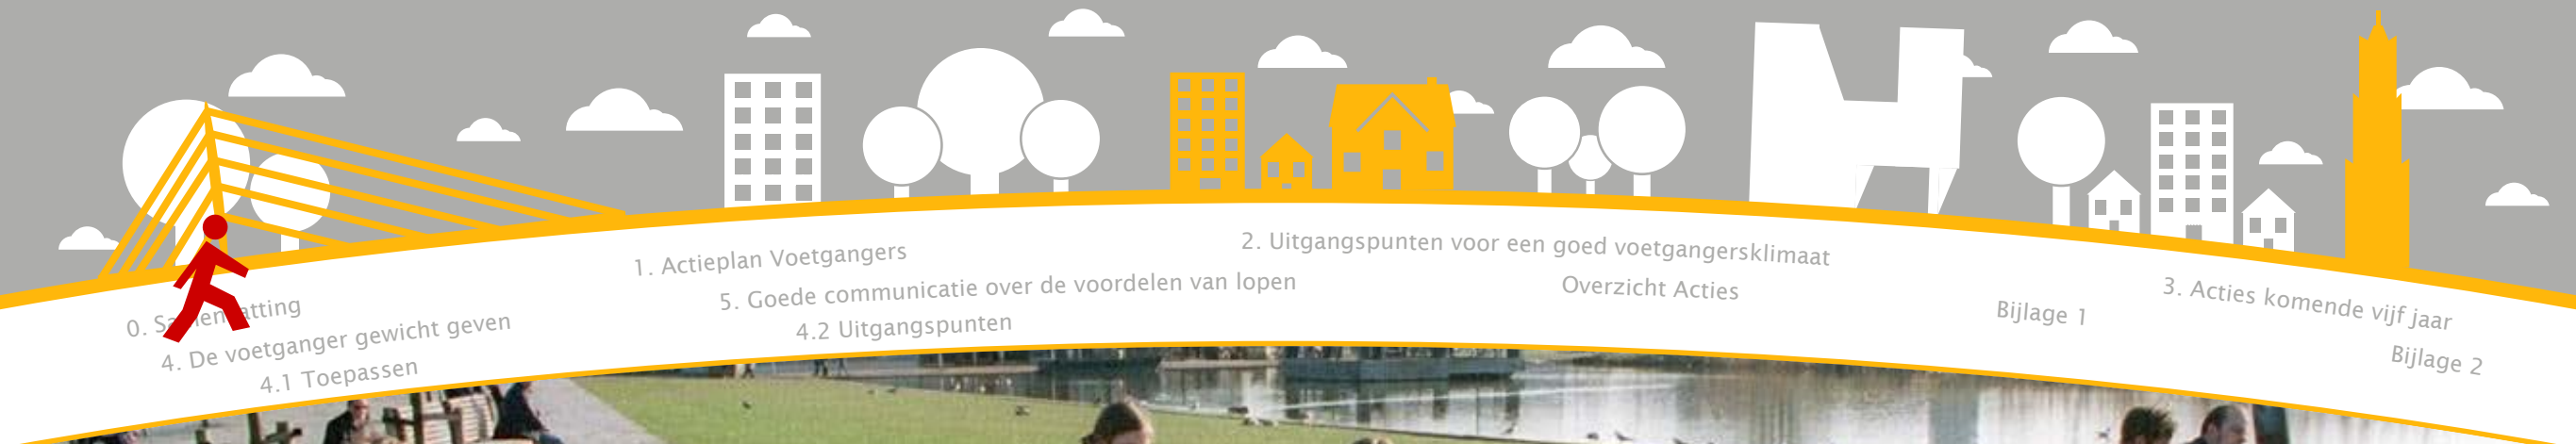 0. Samenvatting
1. Actieplan Voetgangers
2. Uitgangspunten voor een goed voetgangersklimaat
3. Acties komende vijf jaar
4. De voetganger gewicht geven
4.1 Toepassen
4.2 Uitgangspunten
5. Goede communicatie over de voordelen van lopen
Overzicht Acties
Bijlage 1
Bijlage 2